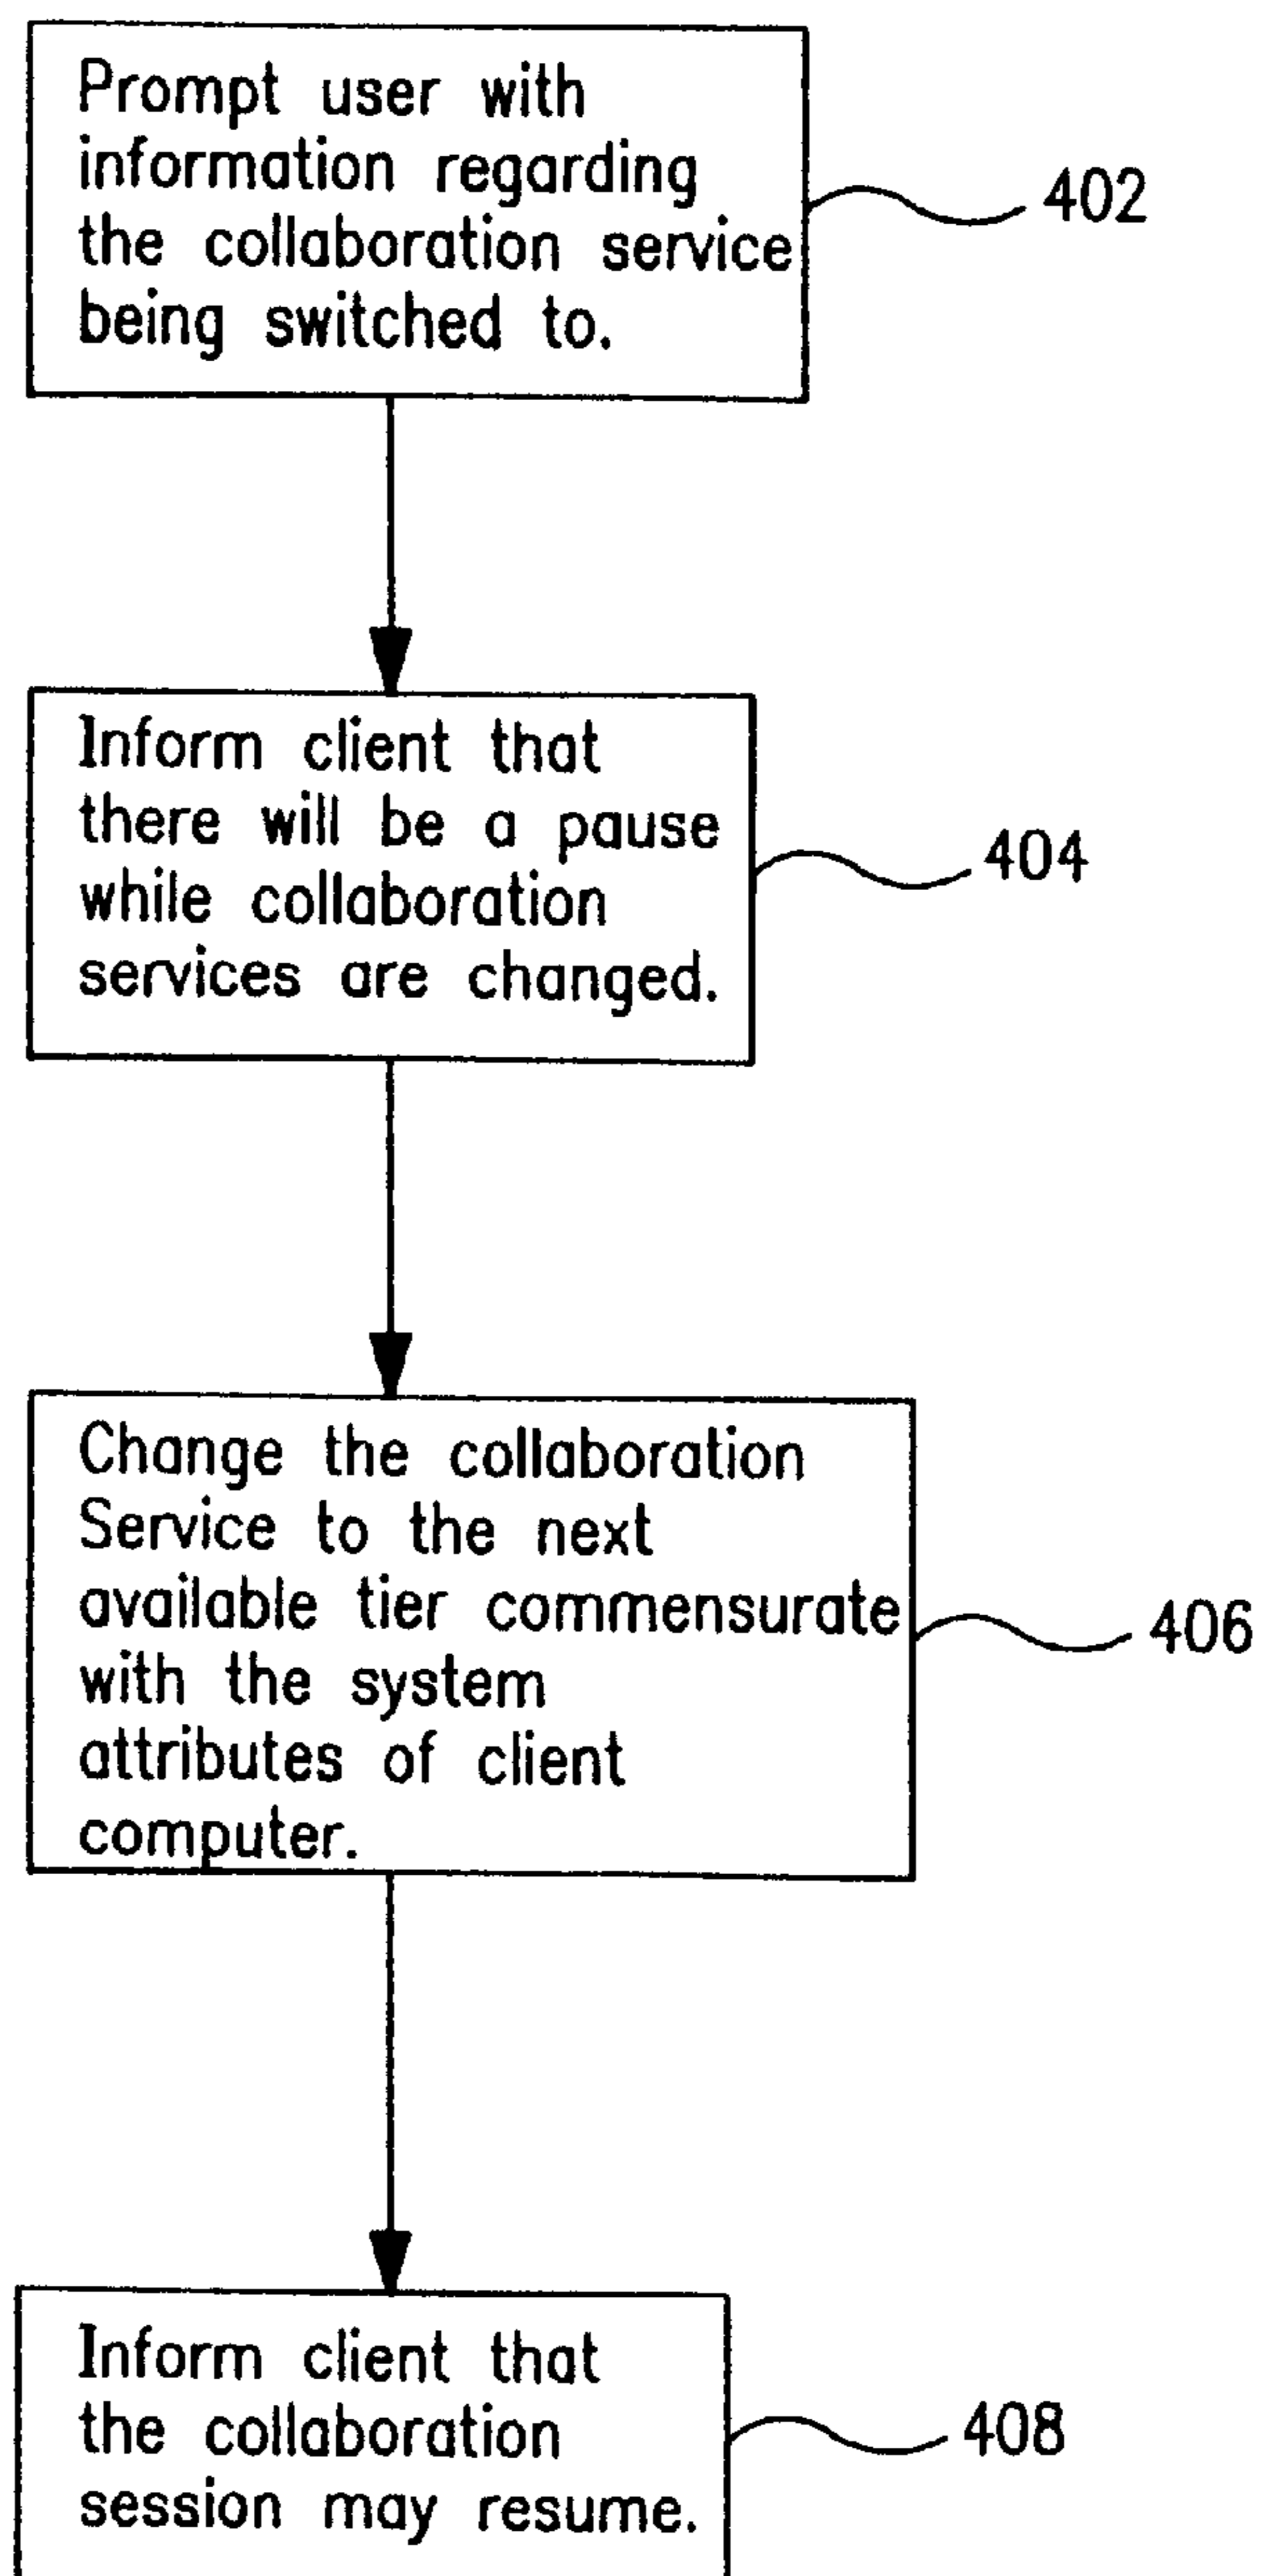 Prompt user with
information regarding
the collaboration service
being switched to.
402
Inform client that
there will be a pause
while collaboration
services are changed.
404
Change the collaboration
Service to the next
available tier commensurate
with the system
attributes of client
computer.
406
Inform client that
the collaboration
session may resume.
408